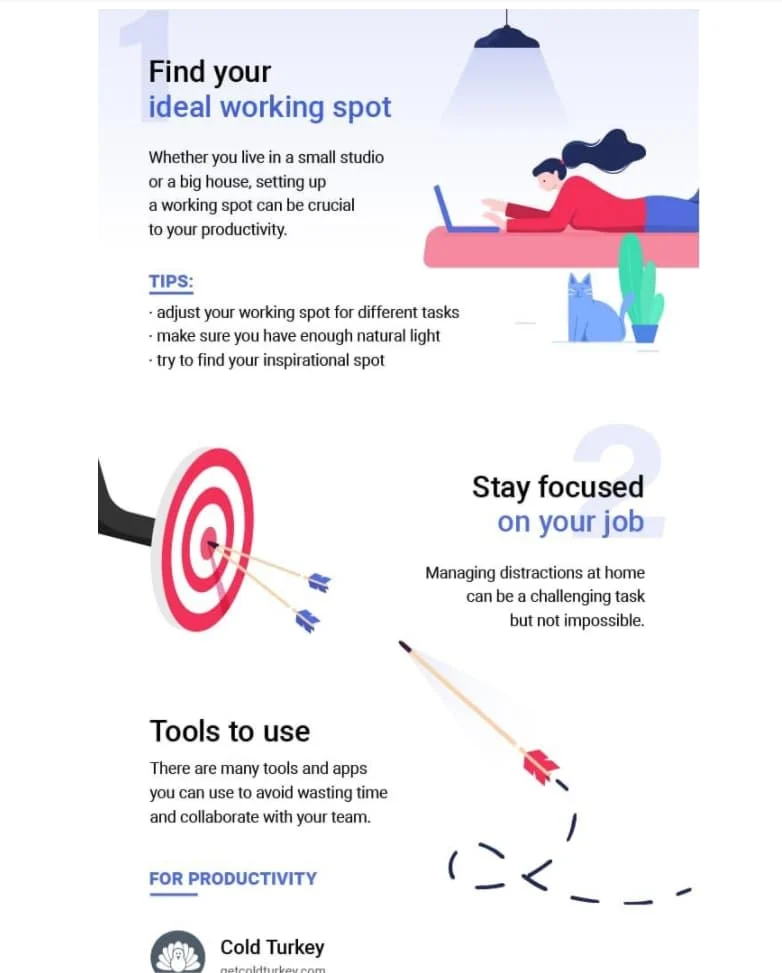 1
Find your
ideal working spot
Whether you live in a small studio
or a big house, setting up
a working spot can be crucial
to your productivity.
TIPS:
· adjust your working spot for different tasks
· make sure you have enough natural light
· try to find your inspirational spot
2
Stay focused
on your job
Managing distractions at home
can be a challenging task
but not impossible.
Tools to use
There are many tools and apps
you can use to avoid wasting time
and collaborate with your team.
FOR PRODUCTIVITY
Cold Turkey
getcoldturkey.com